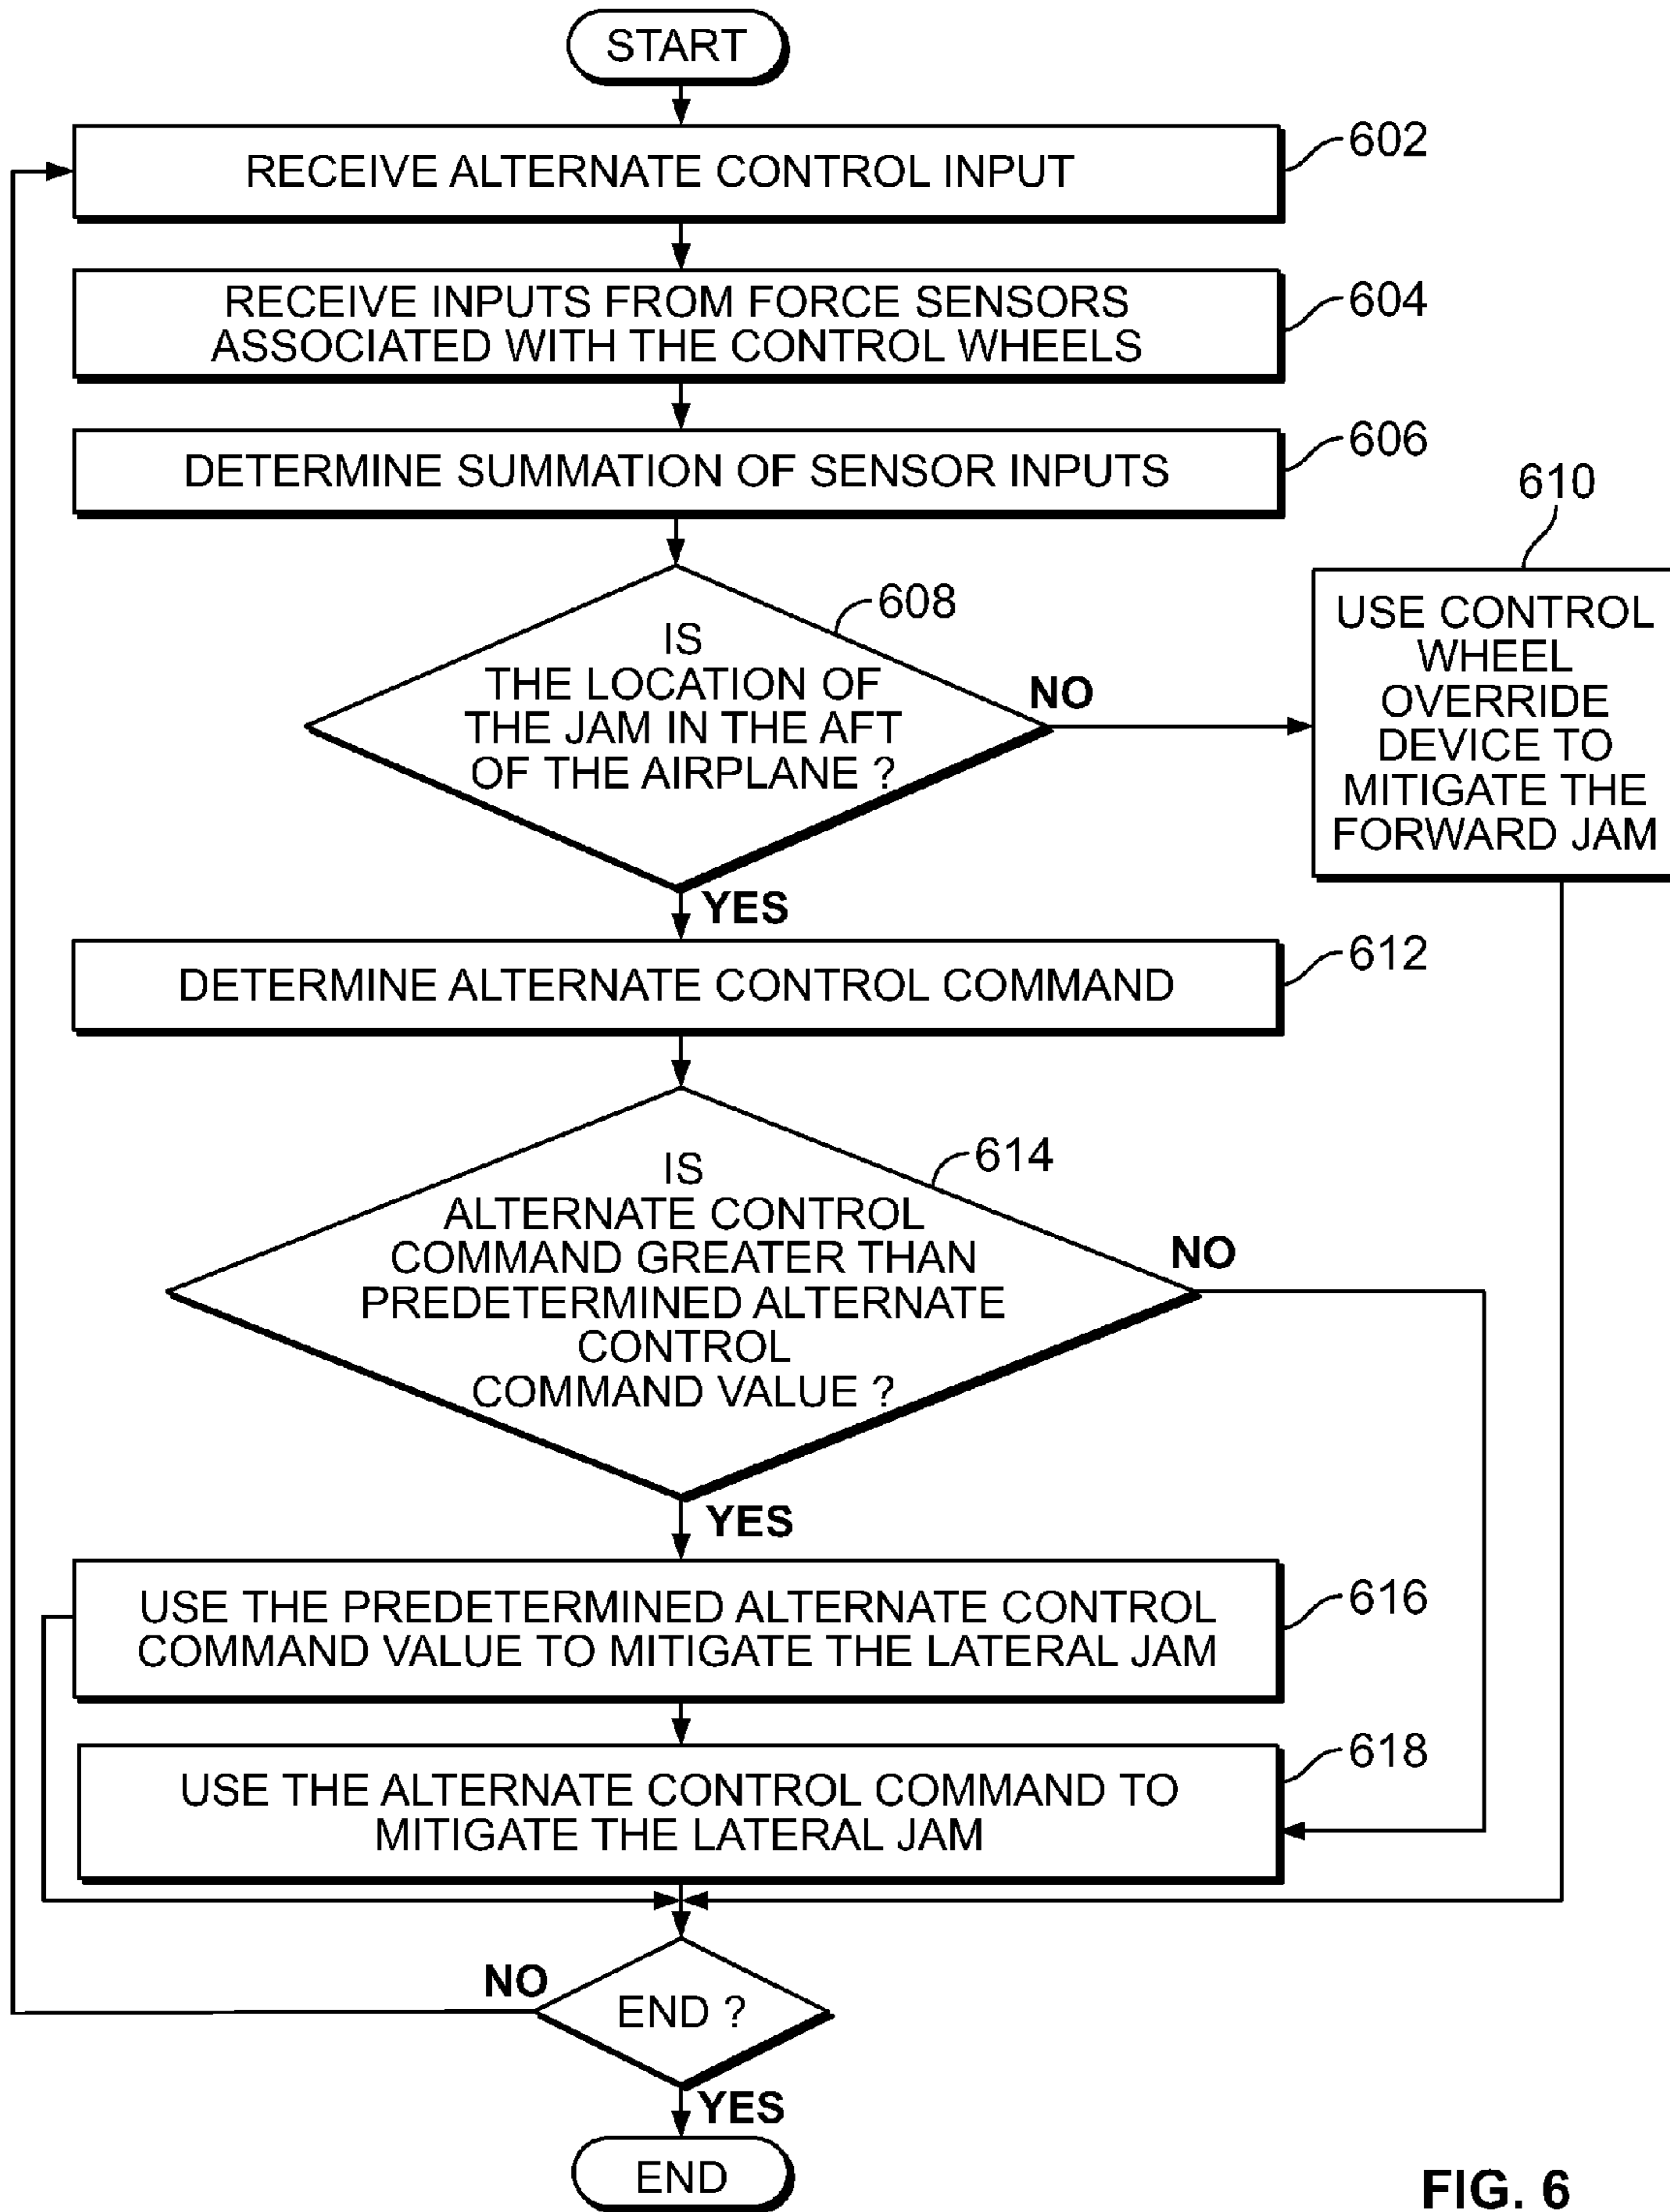 START
RECEIVE ALTERNATE CONTROL INPUT
602
RECEIVE INPUTS FROM FORCE SENSORS
ASSOCIATED WITH THE CONTROL WHEELS
604
DETERMINE SUMMATION OF SENSOR INPUTS
606
608
IS
THE LOCATION OF
THE JAM IN THE AFT
OF THE AIRPLANE ?
NO
YES
610
USE CONTROL
WHEEL
OVERRIDE
DEVICE TO
MITIGATE THE
FORWARD JAM
DETERMINE ALTERNATE CONTROL COMMAND
612
614
IS
ALTERNATE CONTROL
COMMAND GREATER THAN
PREDETERMINED ALTERNATE
CONTROL
COMMAND VALUE ?
NO
YES
USE THE PREDETERMINED ALTERNATE CONTROL
COMMAND VALUE TO MITIGATE THE LATERAL JAM
616
USE THE ALTERNATE CONTROL COMMAND TO
MITIGATE THE LATERAL JAM
618
NO
END ?
YES
END
FIG. 6